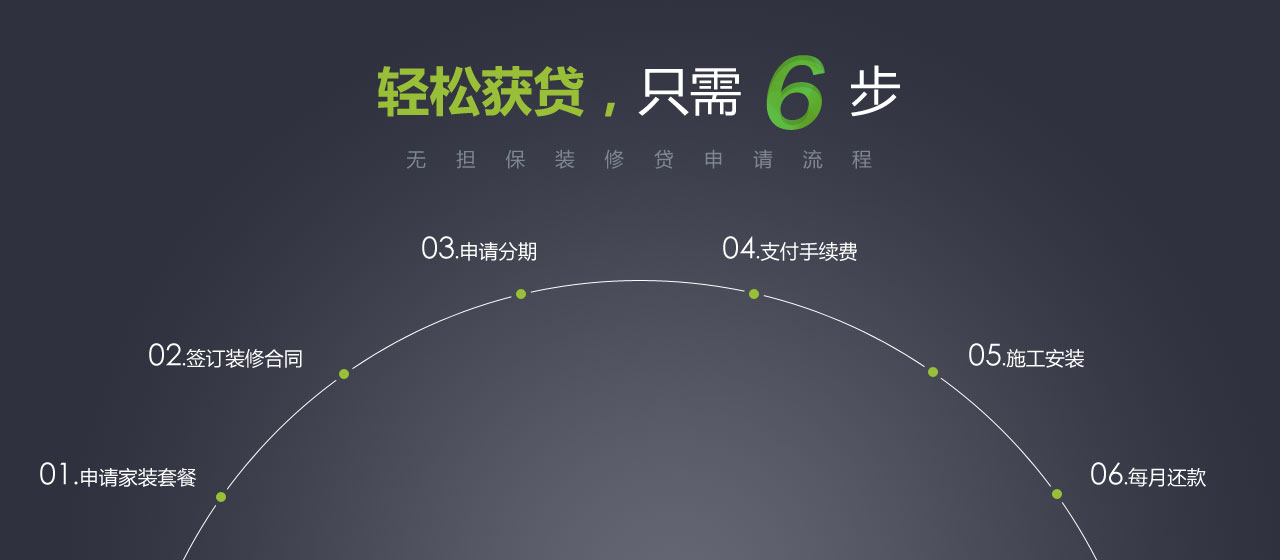 轻松获贷，只需 6 步
无担保装修贷申请流程
01.申请家装套餐
02.签订装修合同
03.申请分期
04.支付手续费
05.施工安装
06.每月还款